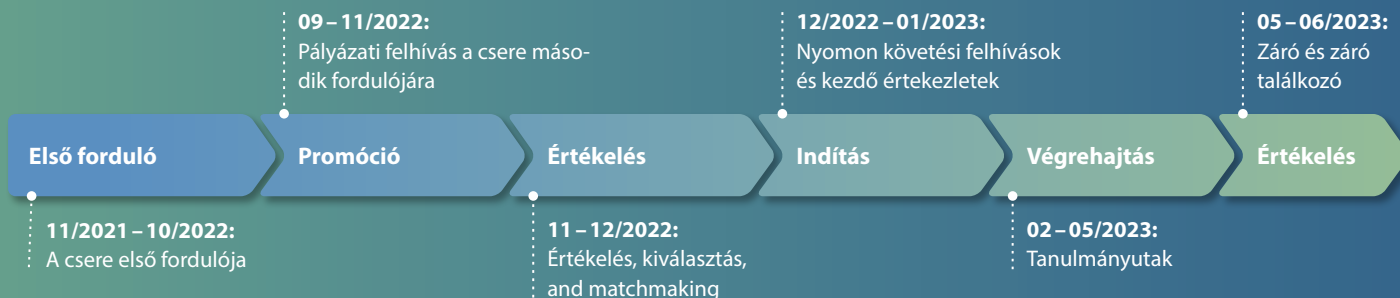 09 – 11/2022:
Pályázati felhívás a csere máso-
dik fordulójára
12/2022 – 01/2023:
Nyomon követési felhívások
és kezdő értekezletek
05 – 06/2023:
Záró és záró
találkozó
Első forduló
Promóció
Értékelés
Indítás
Végrehajtás
Értékelés
11/2021 – 10/2022:
A csere első fordulója
11 – 12/2022:
Értékelés, kiválasztás,
and matchmaking
02 – 05/2023:
Tanulmányutak